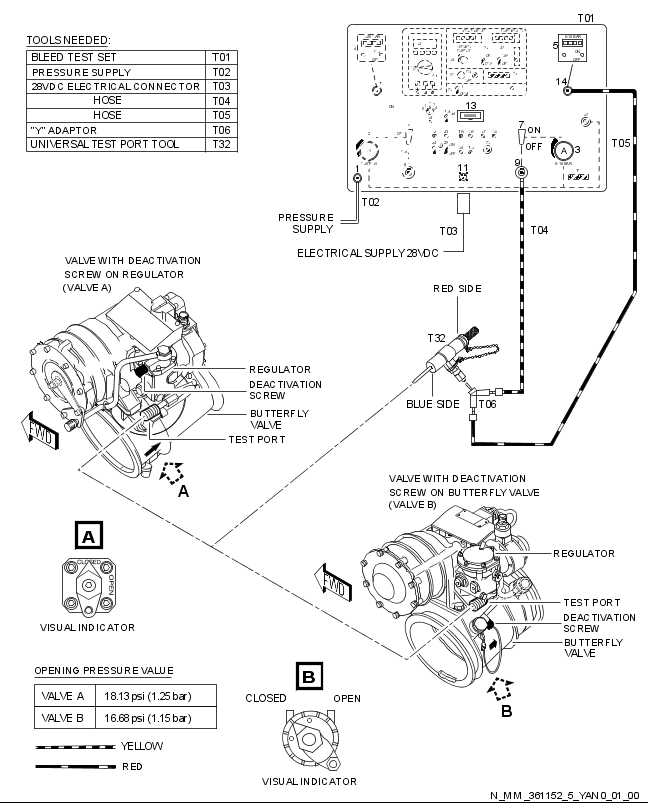 T01
TOOLS NEEDED:
BLEED TEST SET T01
PRESSURE SUPPLY T02
28VDC ELECTRICAL CONNECTOR T03
HOSE T04
HOSE T05
"Y" ADAPTOR T06
UNIVERSAL TEST PORT TOOL T32
5
14
13
7
ON
OFF
A
3
1
11
9
T05
T02
PRESSURE
SUPPLY
T03
T04
ELECTRICAL SUPPLY 28VDC
VALVE WITH DEACTIVATION
SCREW ON REGULATOR
(VALVE A)
RED SIDE
T32
REGULATOR
DEACTIVATION
SCREW
BLUE SIDE
T06
BUTTERFLY
VALVE
TEST PORT
FWD
A
VALVE WITH DEACTIVATION
SCREW ON BUTTERFLY VALVE
(VALVE B)
A
CLOSED
OPEN
VISUAL INDICATOR
REGULATOR
FWD
TEST PORT
DEACTIVATION
SCREW
BUTTERFLY
VALVE
B
OPENING PRESSURE VALUE
VALVE A 18.13 psi (1.25 bar)
VALVE B 16.68 psi (1.15 bar)
B
CLOSED OPEN
VISUAL INDICATOR
YELLOW
RED
N_MM_361152_5_YAN0_01_00